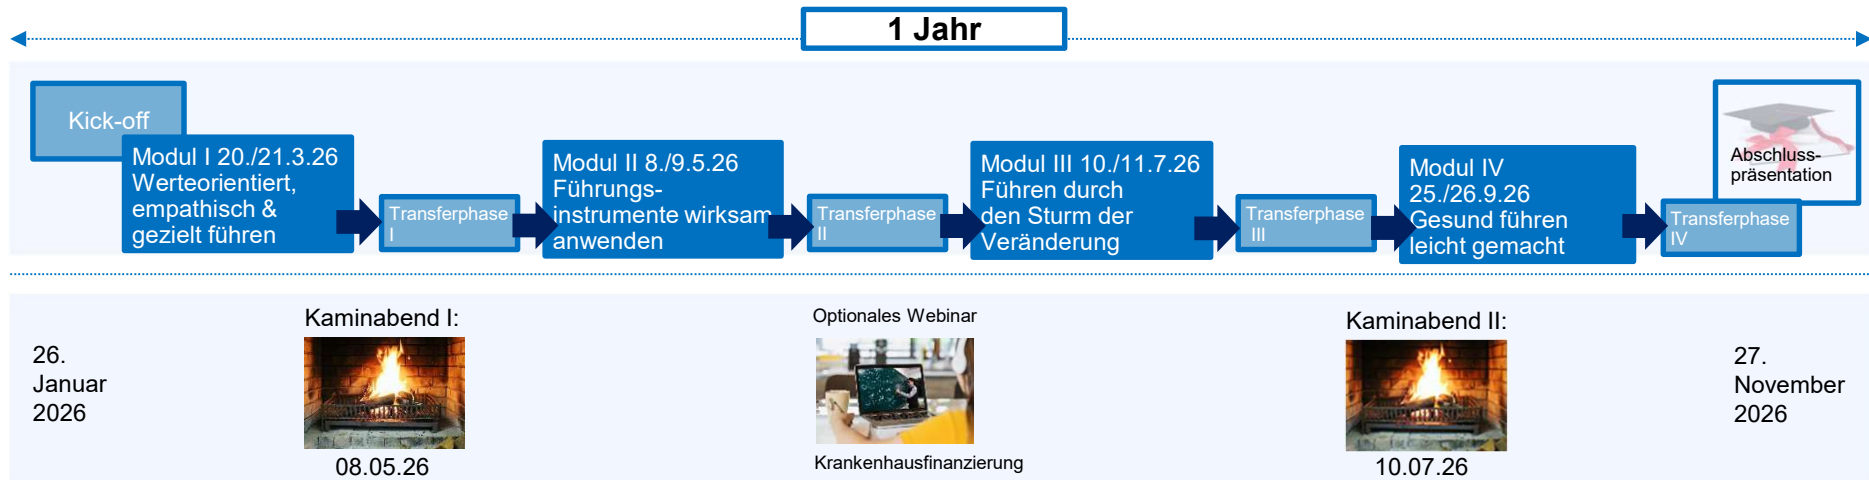 1 Jahr
Kick-off
Modul I 20./21.3.26
Werteorientiert,
empathisch &
gezielt führen
Transferphase
I
Modul II 8./9.5.26
Führungs-
instrumente wirksam
anwenden
Transferphase
II
Modul III 10./11.7.26
Führen durch
den Sturm der
Veränderung
Transferphase
III
Modul IV
25./26.9.26
Gesund führen
leicht gemacht
Transferphase
IV
Abschluss-
präsentation
26.
Januar
2026
Kaminabend I:
08.05.26
Optionales Webinar
Krankenhausfinanzierung
Kaminabend II:
10.07.26
27.
November
2026